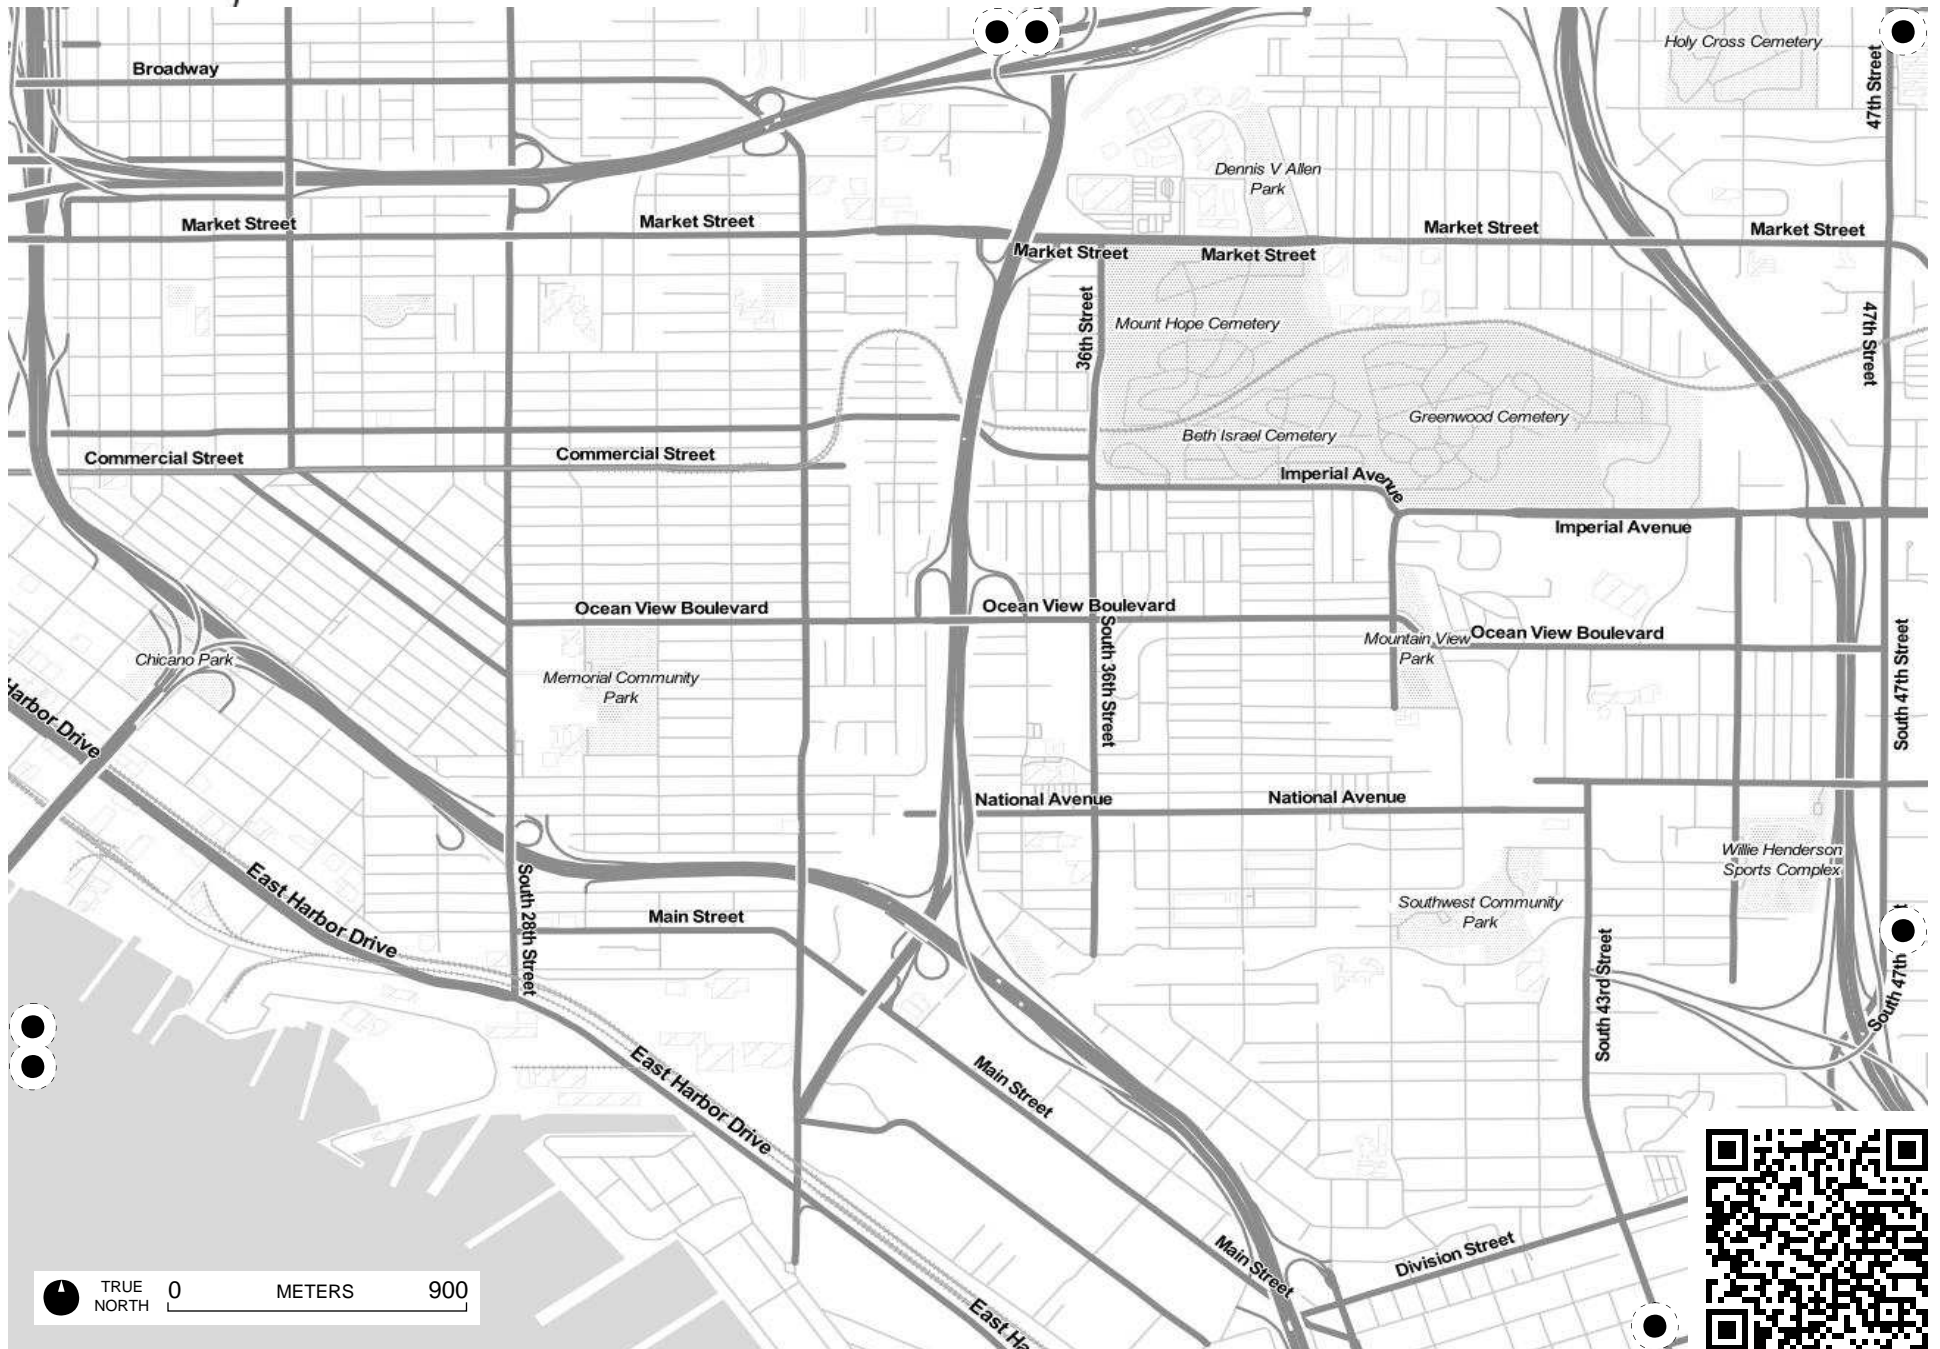 Holy Cross Cemetery
47th Street
Broadway
Dennis V Allen
Park
Market Street
Market Street
Market Street
Market Street
Market Street
Market Street
36th Street
47th Street
Mount Hope Cemetery
Greenwood Cemetery
Beth Israel Cemetery
Commercial Street
Commercial Street
Imperial Avenue
Imperial Avenue
Ocean View Boulevard
Ocean View Boulevard
Ocean View Boulevard
Mountain View
Park
South 36th Street
South 47th Street
Chicano Park
Memorial Community
Park
Harbor Drive
National Avenue
National Avenue
Willie Henderson
Sports Complex
East Harbor Drive
South 28th Street
Main Street
Southwest Community
Park
South 43rd Street
South 47th
East Harbor Drive
Main Street
Main Street
Division Street
East Ha
TRUE
NORTH
0 METERS 900